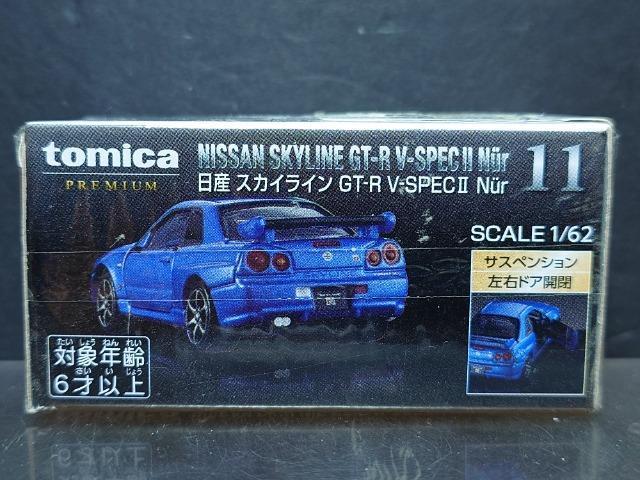 tomica
PREMIUM
NISSAN SKYLINE GT-R V-SPEC II Nür
日産 スカイライン GT-R V-SPEC II Nür
11
SCALE 1/62
サスペンション
左右ドア開閉
たいしょうねんれい
対象年齢
さいいじょう
6才以上